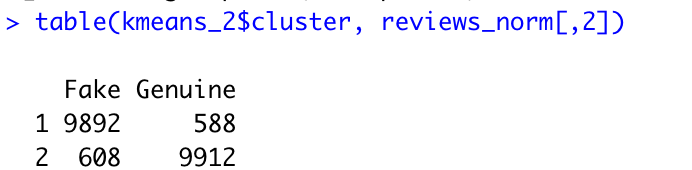 > table(kmeans_2$cluster, reviews_norm[,2])
Fake Genuine
1 9892 588
2 608 9912